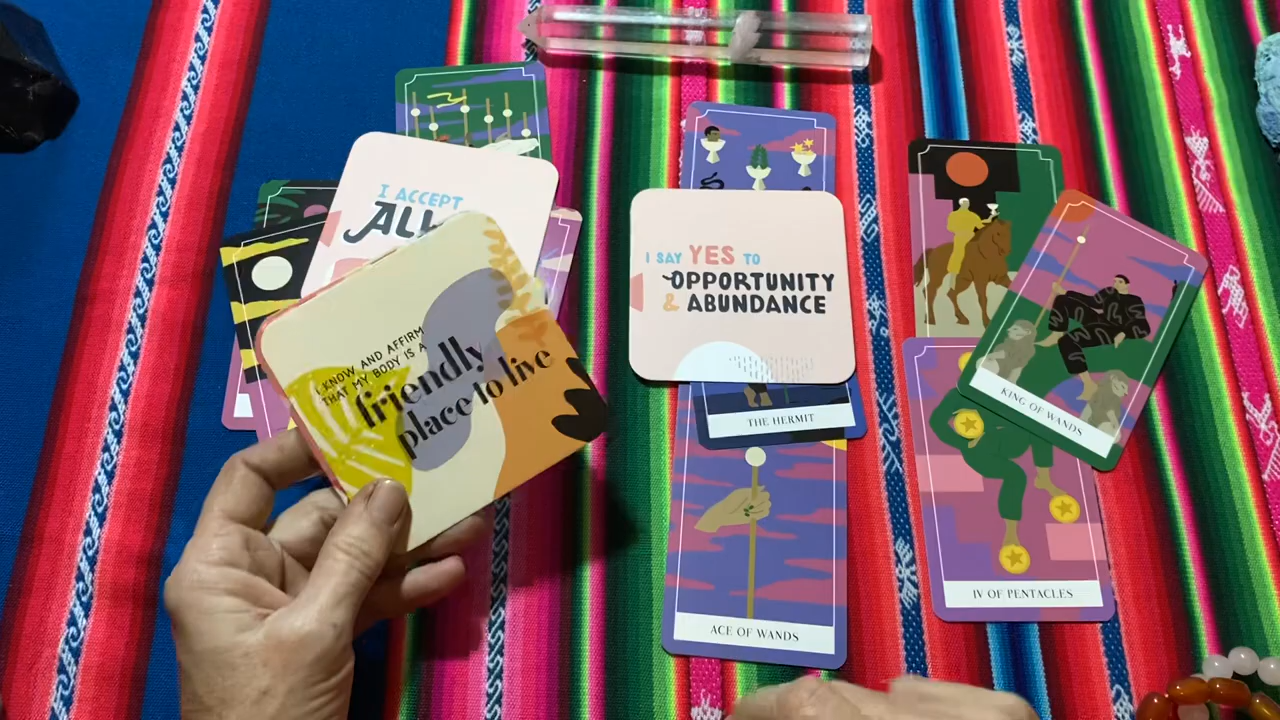 I ACCEPT
ALL
I KNOW AND AFFIRM
THAT MY BODY IS A
friendly
place to live
I SAY YES TO
OPPORTUNITY
& ABUNDANCE
THE HERMIT
ACE OF WANDS
KING OF WANDS
IV OF PENTACLES